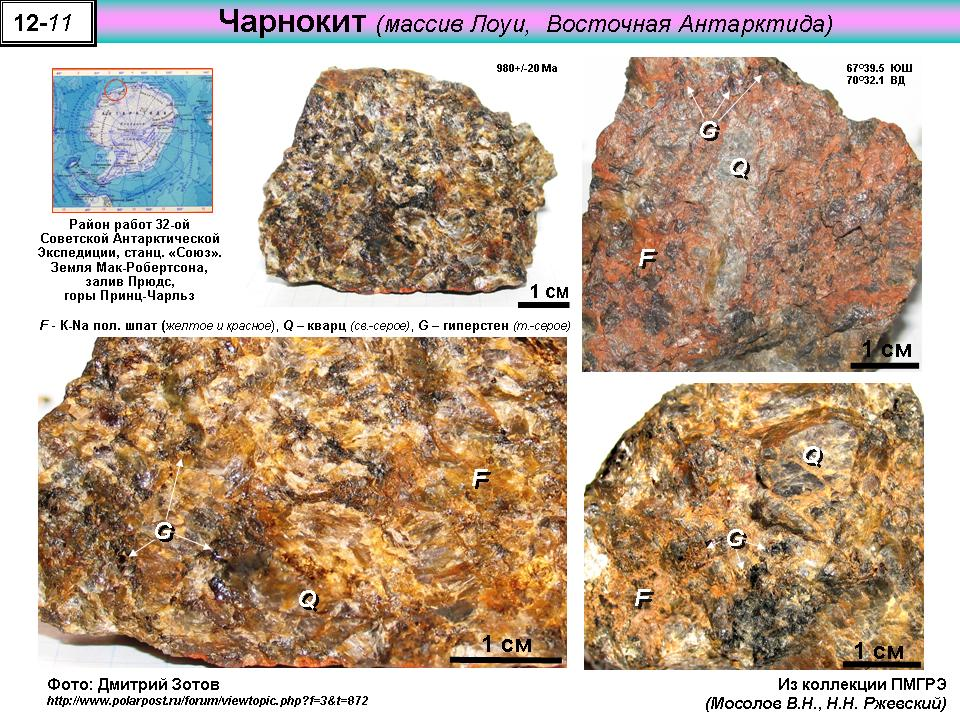 12-11
Чарнокит (массив Лоуи, Восточная Антарктида)
980+/-20 Ma
67°39.5 ЮШ
70°32.1 ВД
Район работ 32-ой
Советской Антарктической
Экспедиции, станц. «Союз».
Земля Мак-Робертсона,
залив Прюдс,
горы Принц-Чарльз
1 см
G
Q
F
1 см
F - K-Na пол. шпат (желтое и красное), Q – кварц (св.-серое), G – гиперстен (т.-серое)
F
G
Q
1 см
Q
G
F
1 см
Фото: Дмитрий Зотов
http://www.polarpost.ru/forum/viewtopic.php?f=3&t=872
Из коллекции ПМГРЭ
(Мосолов В.Н., Н.Н. Ржевский)